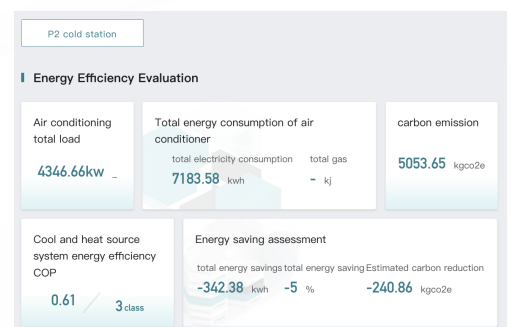 P2 cold station
Energy Efficiency Evaluation
Air conditioning
total load
4346.66kw _
Total energy consumption of air
conditioner
total electricity consumption total gas
7183.58 kwh - kj
carbon emission
5053.65 kgco2e
Cool and heat source
system energy efficiency
COP
0.61 / 3 class
Energy saving assessment
total energy savings total energy saving Estimated carbon reduction
-342.38 kwh -5 % -240.86 kgco2e